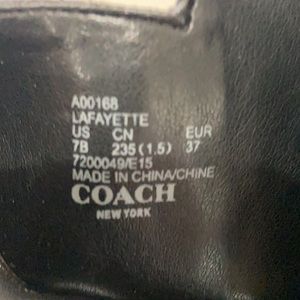 A00168
LAFAYETTE
US CN EUR
7B 235(1.5) 37
7200049/E15
MADE IN CHINA/CHINE
COACH
NEW YORK